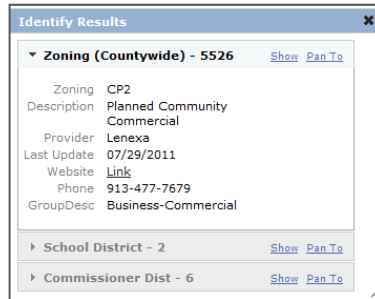 Identify Results
Zoning (Countywide) - 5526 Show Pan To
Zoning CP2
Description Planned Community
Commercial
Provider Lenexa
Last Update 07/29/2011
Website Link
Phone 913-477-7679
GroupDesc Business-Commercial
School District - 2 Show Pan To
Commissioner Dist - 6 Show Pan To